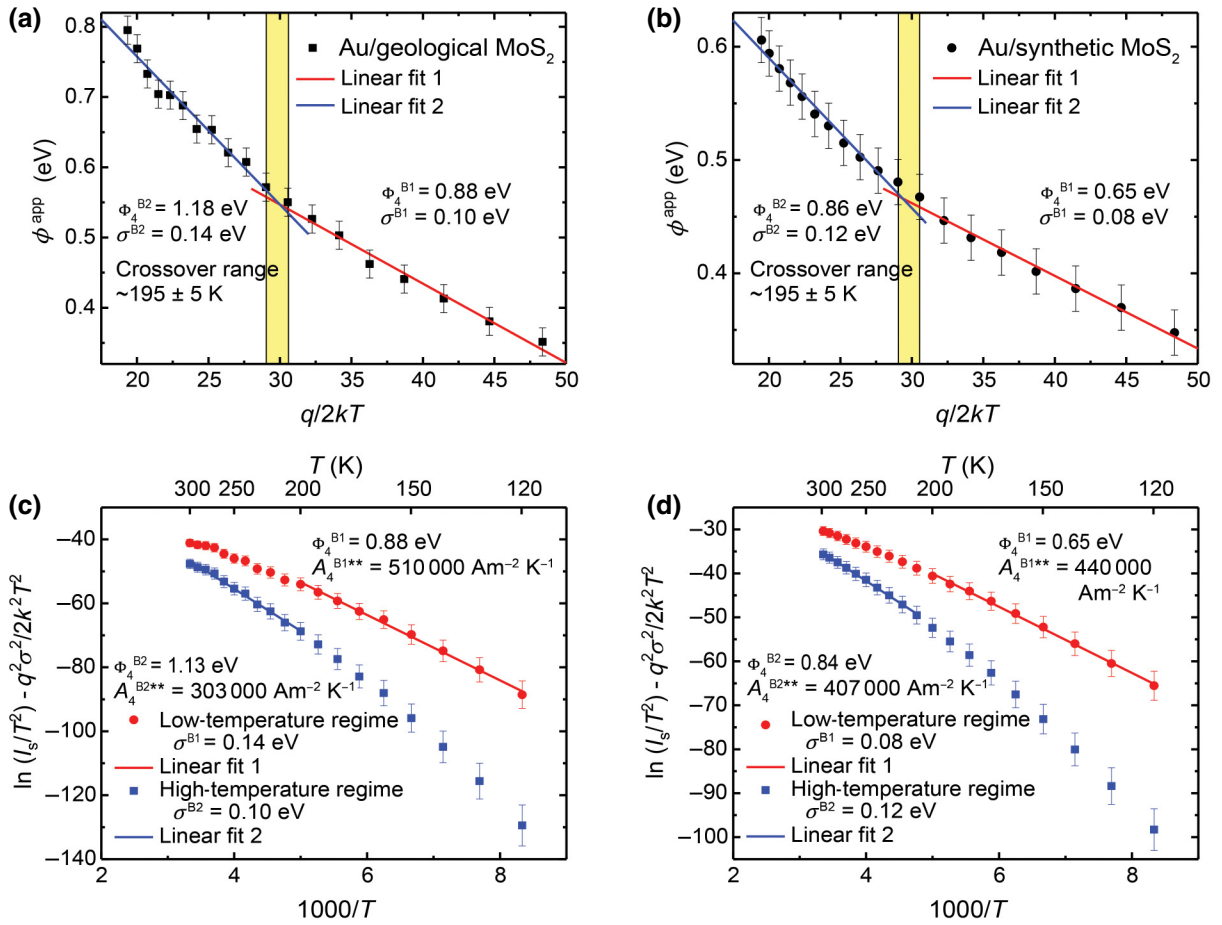 (a)
Au/geological MoS₂
Linear fit 1
Linear fit 2
Φ₄ᴮ² = 1.18 eV
σᴮ² = 0.14 eV
Crossover range
~195 ± 5 K
Φ₄ᴮ¹ = 0.88 eV
σᴮ¹ = 0.10 eV
0.8
0.7
0.6
0.5
0.4
ϕᵃᵖᵖ (eV)
20 25 30 35 40 45 50
q/2kT
(b)
Au/synthetic MoS₂
Linear fit 1
Linear fit 2
Φ₄ᴮ² = 0.86 eV
σᴮ² = 0.12 eV
Crossover range
~195 ± 5 K
Φ₄ᴮ¹ = 0.65 eV
σᴮ¹ = 0.08 eV
0.6
0.5
0.4
ϕᵃᵖᵖ (eV)
20 25 30 35 40 45 50
q/2kT
(c)
T (K)
300 250 200 150 120
Φ₄ᴮ¹ = 0.88 eV
A₄ᴮ¹** = 510 000 Am⁻² K⁻¹
Φ₄ᴮ² = 1.13 eV
A₄ᴮ²** = 303 000 Am⁻² K⁻¹
Low-temperature regime
σᴮ¹ = 0.14 eV
Linear fit 1
High-temperature regime
σᴮ² = 0.10 eV
Linear fit 2
−40
−60
−80
−100
−120
−140
ln (Iₛ/T²) - q²σ²/2k²T²
2 4 6 8
1000/T
(d)
T (K)
300 250 200 150 120
Φ₄ᴮ¹ = 0.65 eV
A₄ᴮ¹** = 440 000
Am⁻² K⁻¹
Φ₄ᴮ² = 0.84 eV
A₄ᴮ²** = 407 000 Am⁻² K⁻¹
Low-temperature regime
σᴮ¹ = 0.08 eV
Linear fit 1
High-temperature regime
σᴮ² = 0.12 eV
Linear fit 2
−30
−40
−50
−60
−70
−80
−90
−100
ln (Iₛ/T²) - q²σ²/2k²T²
2 4 6 8
1000/T